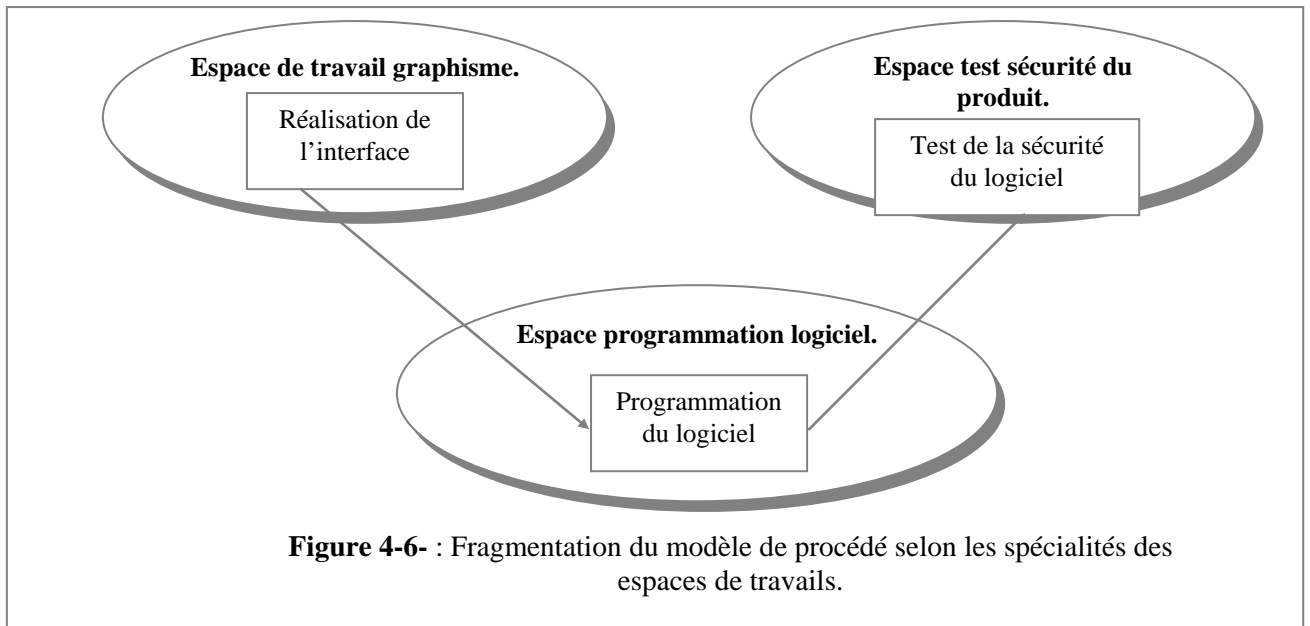 Espace de travail graphisme.
Réalisation de
l’interface
Espace test sécurité du
produit.
Test de la sécurité
du logiciel
Espace programmation logiciel.
Programmation
du logiciel
Figure 4-6- : Fragmentation du modèle de procédé selon les spécialités des
espaces de travails.